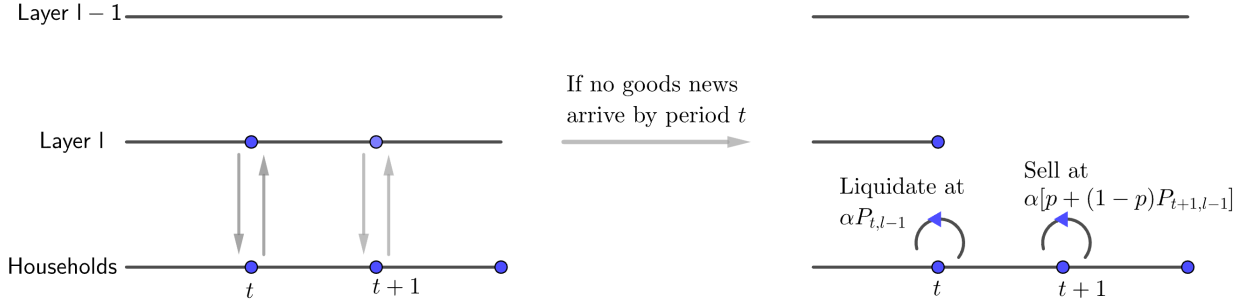 Layer l − 1
If no goods news
arrive by period t
Layer l
Sell at
Liquidate at
α[p + (1 − p)P_{t+1,l−1}]
αP_{t,l−1}
Households
t
t + 1
t
t + 1